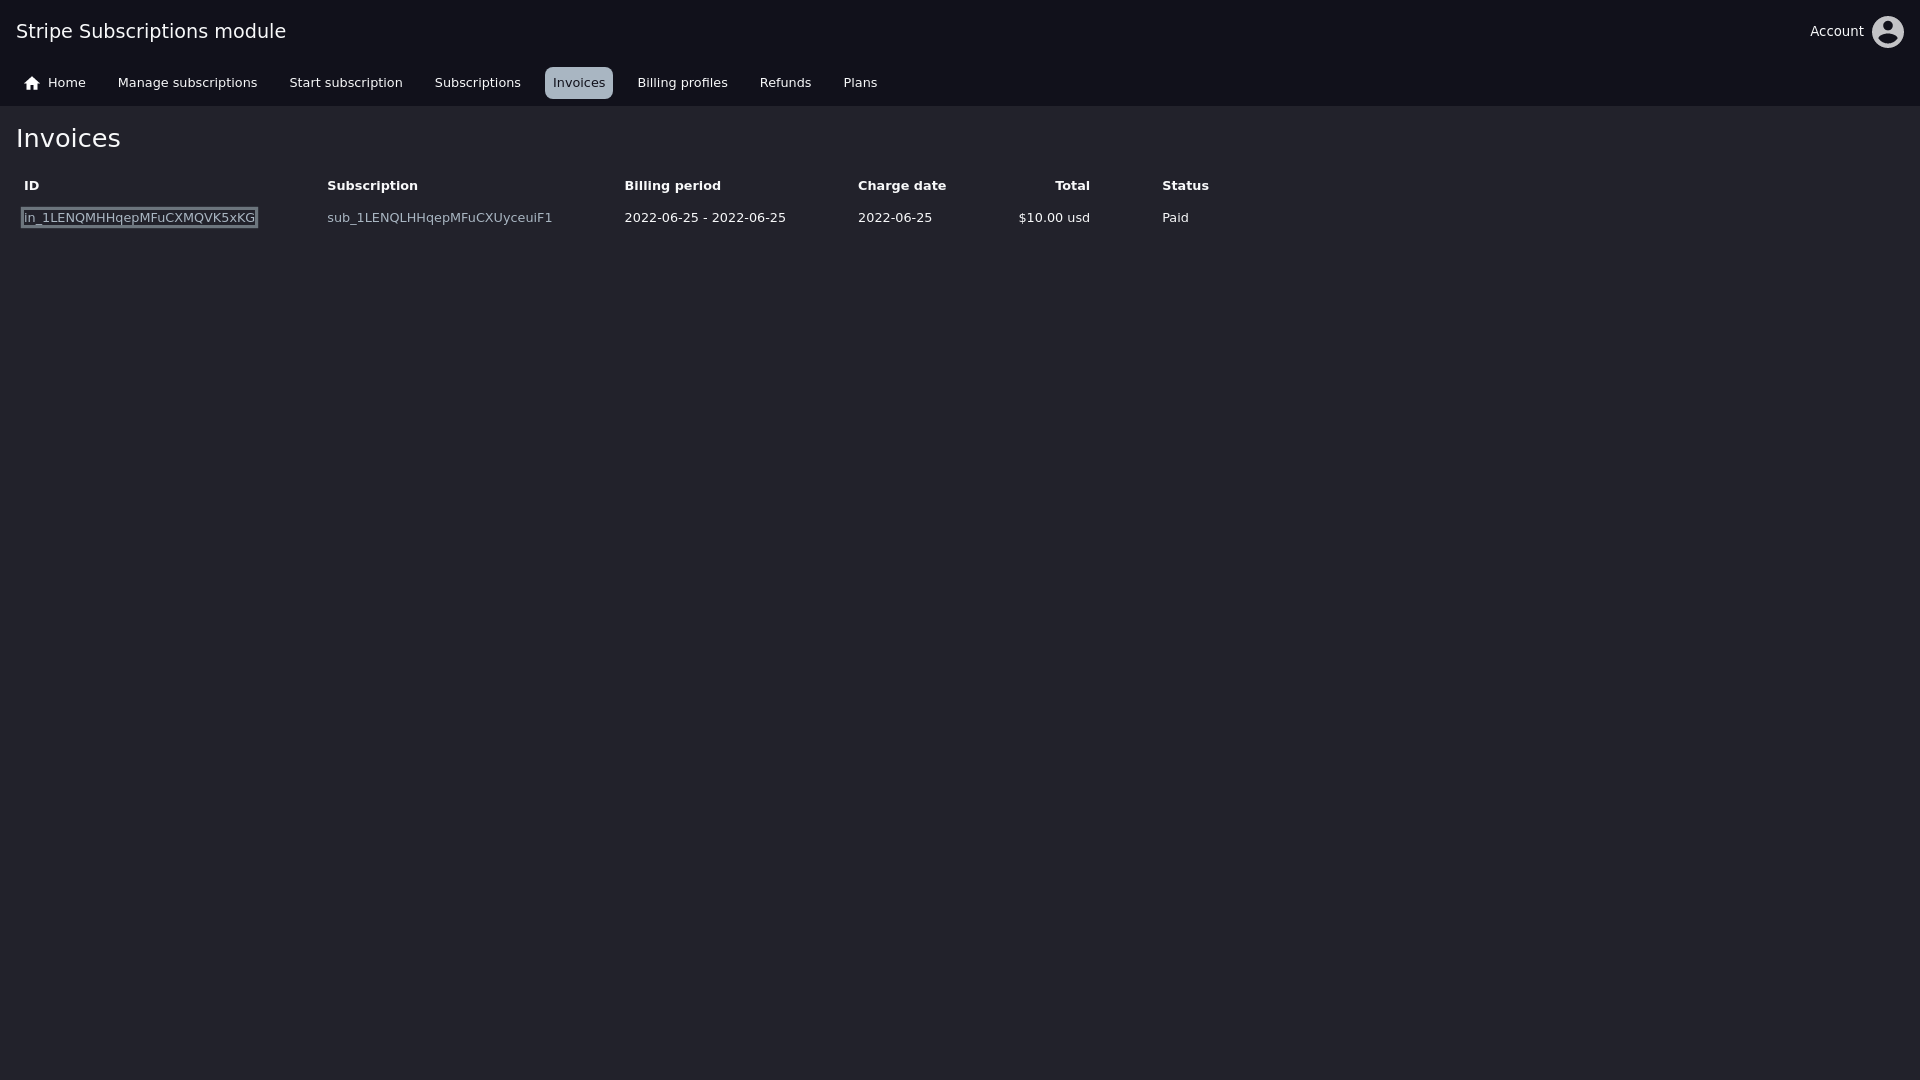 Stripe Subscriptions module
Account
Home Manage subscriptions Start subscription Subscriptions Invoices Billing profiles Refunds Plans
Invoices
ID Subscription Billing period Charge date Total Status
in_1LENQMHHqepMFuCXMQVK5xKG sub_1LENQLHHqepMFuCXUyceuiF1 2022-06-25 - 2022-06-25 2022-06-25 $10.00 usd Paid